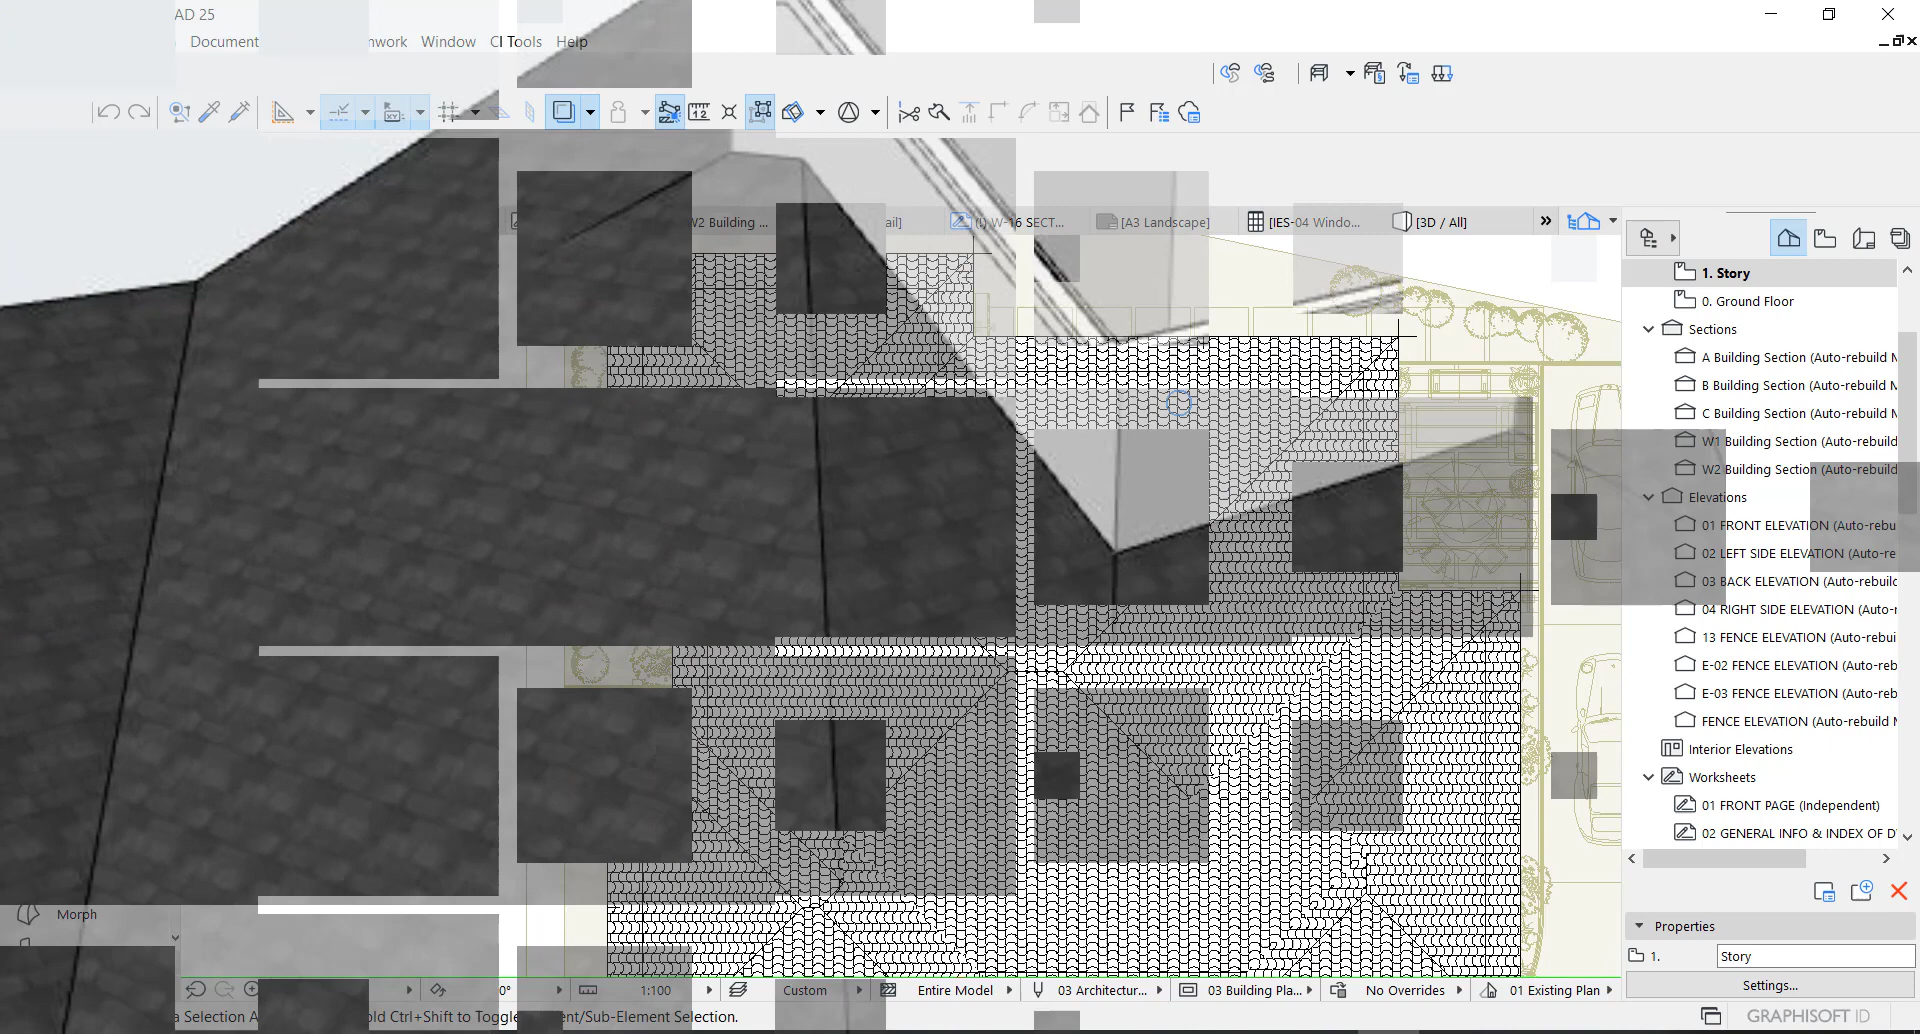 AD 25
Document
nwork Window CI Tools Help
W2 Building ...
ail]
W-16 SECT...
[A3 Landscape]
[IES-04 Windo...
[3D / All]
1. Story
0. Ground Floor
Sections
A Building Section (Auto-rebuild M
B Building Section (Auto-rebuild M
C Building Section (Auto-rebuild M
W1 Building Section (Auto-rebuild
W2 Building Section (Auto-rebuild
Elevations
01 FRONT ELEVATION (Auto-rebu
02 LEFT SIDE ELEVATION (Auto-re
03 BACK ELEVATION (Auto-rebuild
04 RIGHT SIDE ELEVATION (Auto-r
13 FENCE ELEVATION (Auto-rebui
E-02 FENCE ELEVATION (Auto-reb
E-03 FENCE ELEVATION (Auto-reb
FENCE ELEVATION (Auto-rebuild M
Interior Elevations
Worksheets
01 FRONT PAGE (Independent)
02 GENERAL INFO & INDEX OF D
Morph
Properties
1. Story
Settings...
0° 1:100 Custom Entire Model 03 Architectur... 03 Building Pla... No Overrides 01 Existing Plan
a Selection A
old Ctrl+Shift to Toggle
ent/Sub-Element Selection.
GRAPHISOFT ID